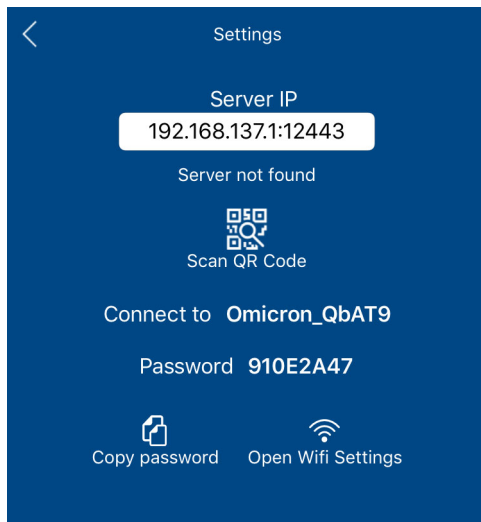 Settings
Server IP
192.168.137.1:12443
Server not found
Scan QR Code
Connect to Omicron_QbAT9
Password 910E2A47
Copy password Open Wifi Settings